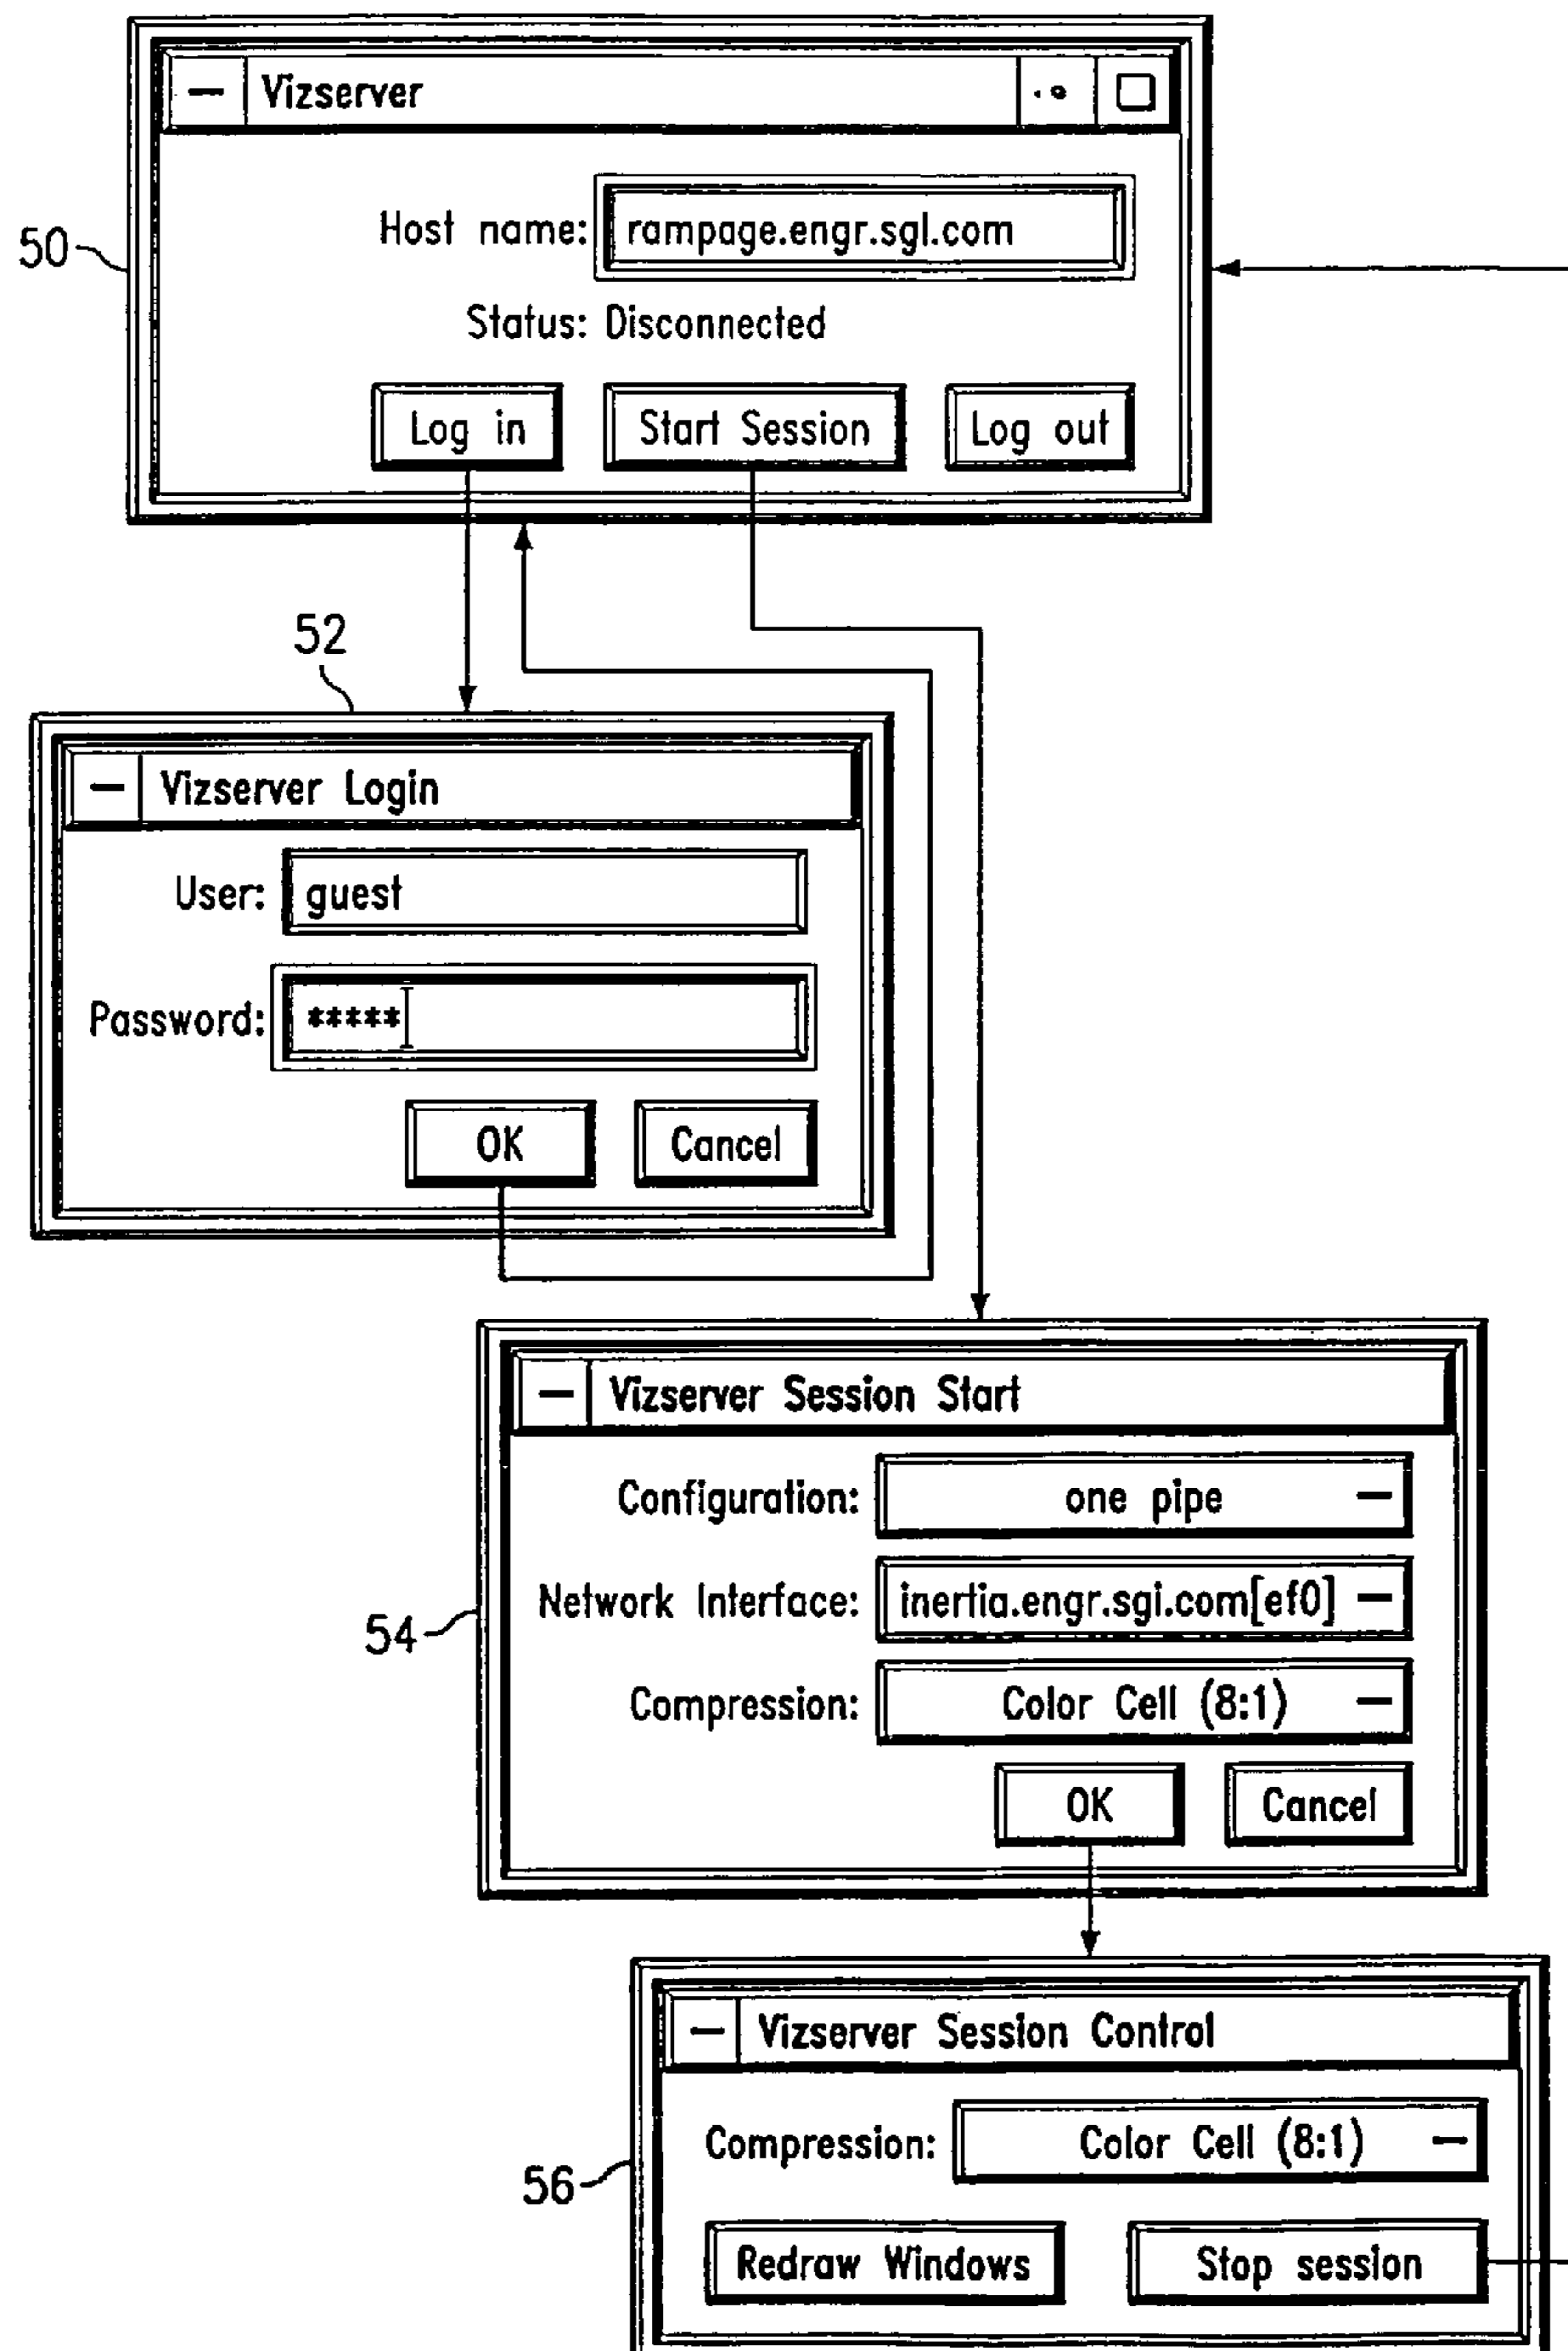 Vizserver
Host name: rampage.engr.sgl.com
50
Status: Disconnected
Log in Start Session Log out
52
Vizserver Login
User: guest
Password: *****
OK Cancel
Vizserver Session Start
Configuration: one pipe
Network Interface: inertia.engr.sgi.com[ef0]
54
Compression: Color Cell (8:1)
OK Cancel
Vizserver Session Control
Compression: Color Cell (8:1)
56
Redraw Windows Stop session